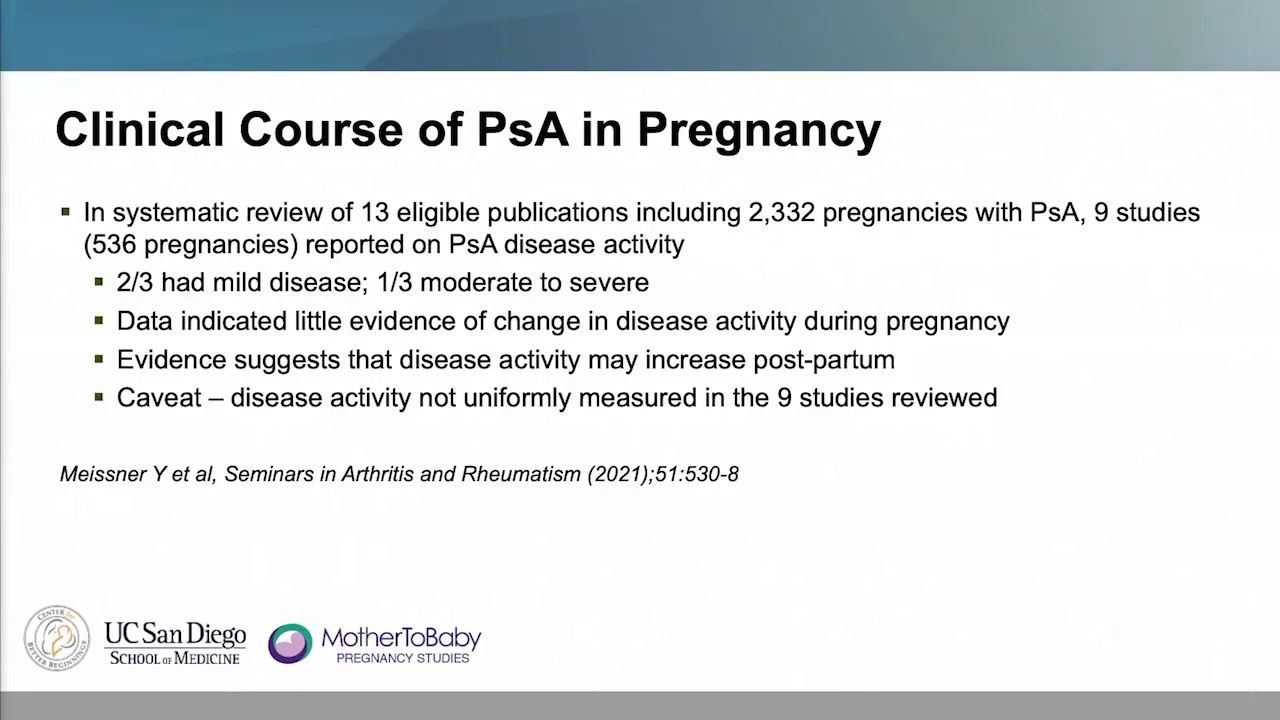 Clinical Course of PsA in Pregnancy
▪ In systematic review of 13 eligible publications including 2,332 pregnancies with PsA, 9 studies
(536 pregnancies) reported on PsA disease activity
▪ 2/3 had mild disease; 1/3 moderate to severe
▪ Data indicated little evidence of change in disease activity during pregnancy
▪ Evidence suggests that disease activity may increase post-partum
▪ Caveat – disease activity not uniformly measured in the 9 studies reviewed
Meissner Y et al, Seminars in Arthritis and Rheumatism (2021);51:530-8
CENTER for
BETTER BEGINNINGS
UC San Diego
SCHOOL OF MEDICINE
MotherToBaby
PREGNANCY STUDIES